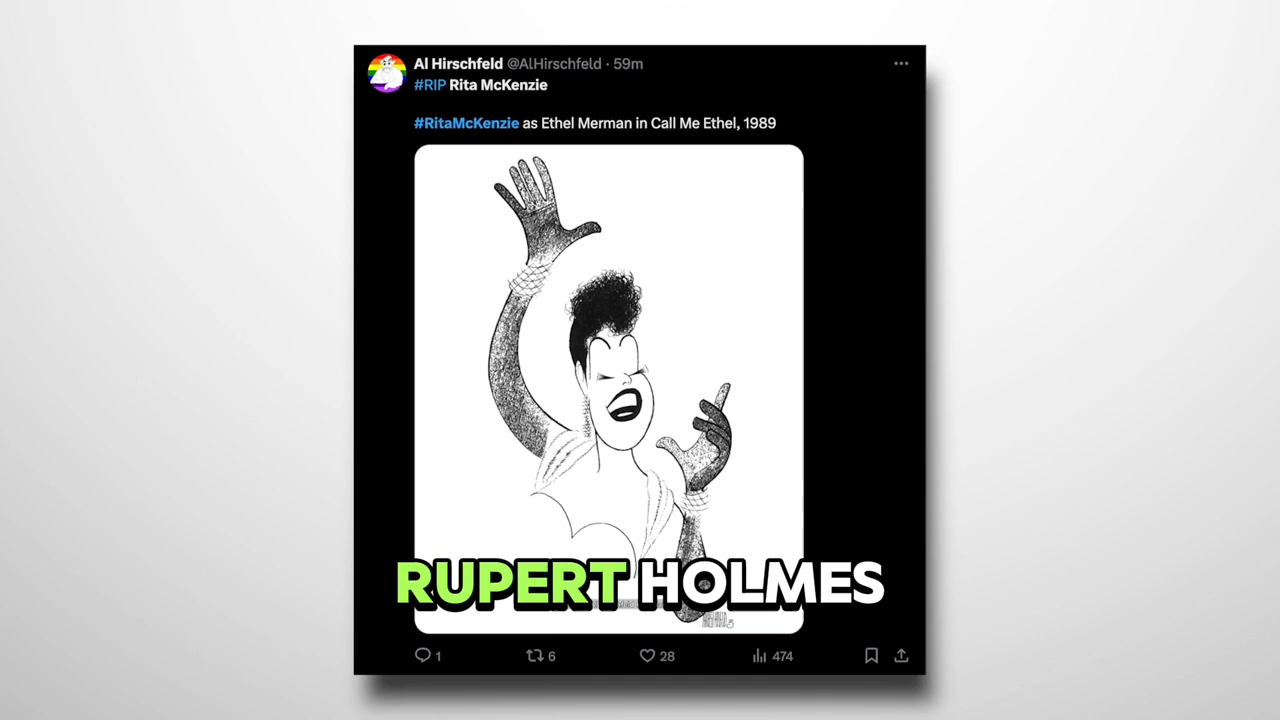 Al Hirschfeld @AlHirschfeld · 59m
#RIP Rita McKenzie
#RitaMcKenzie as Ethel Merman in Call Me Ethel, 1989
RUPERT HOLMES
1 6 28 474